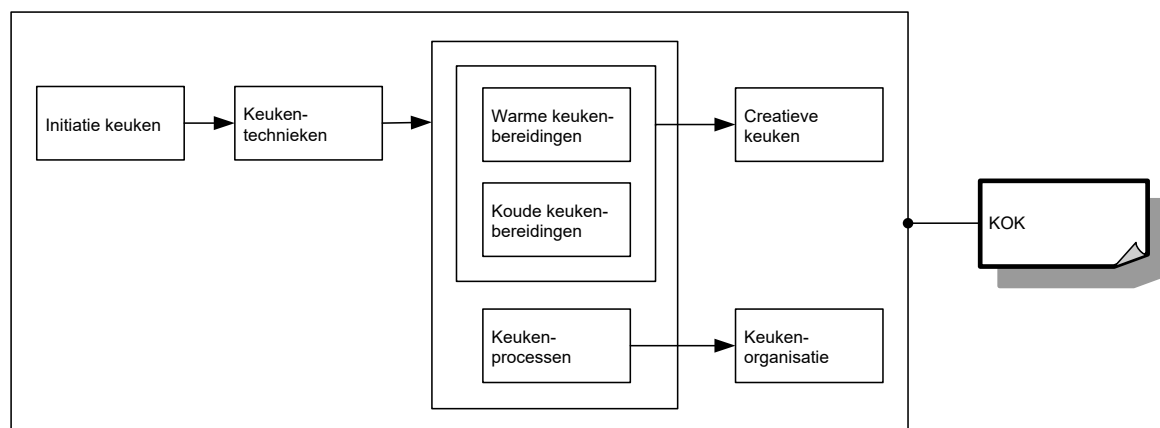 Initiatie keuken
Keuken-
technieken
Warme keuken-
bereidingen
Koude keuken-
bereidingen
Keuken-
processen
Creatieve
keuken
Keuken-
organisatie
KOK